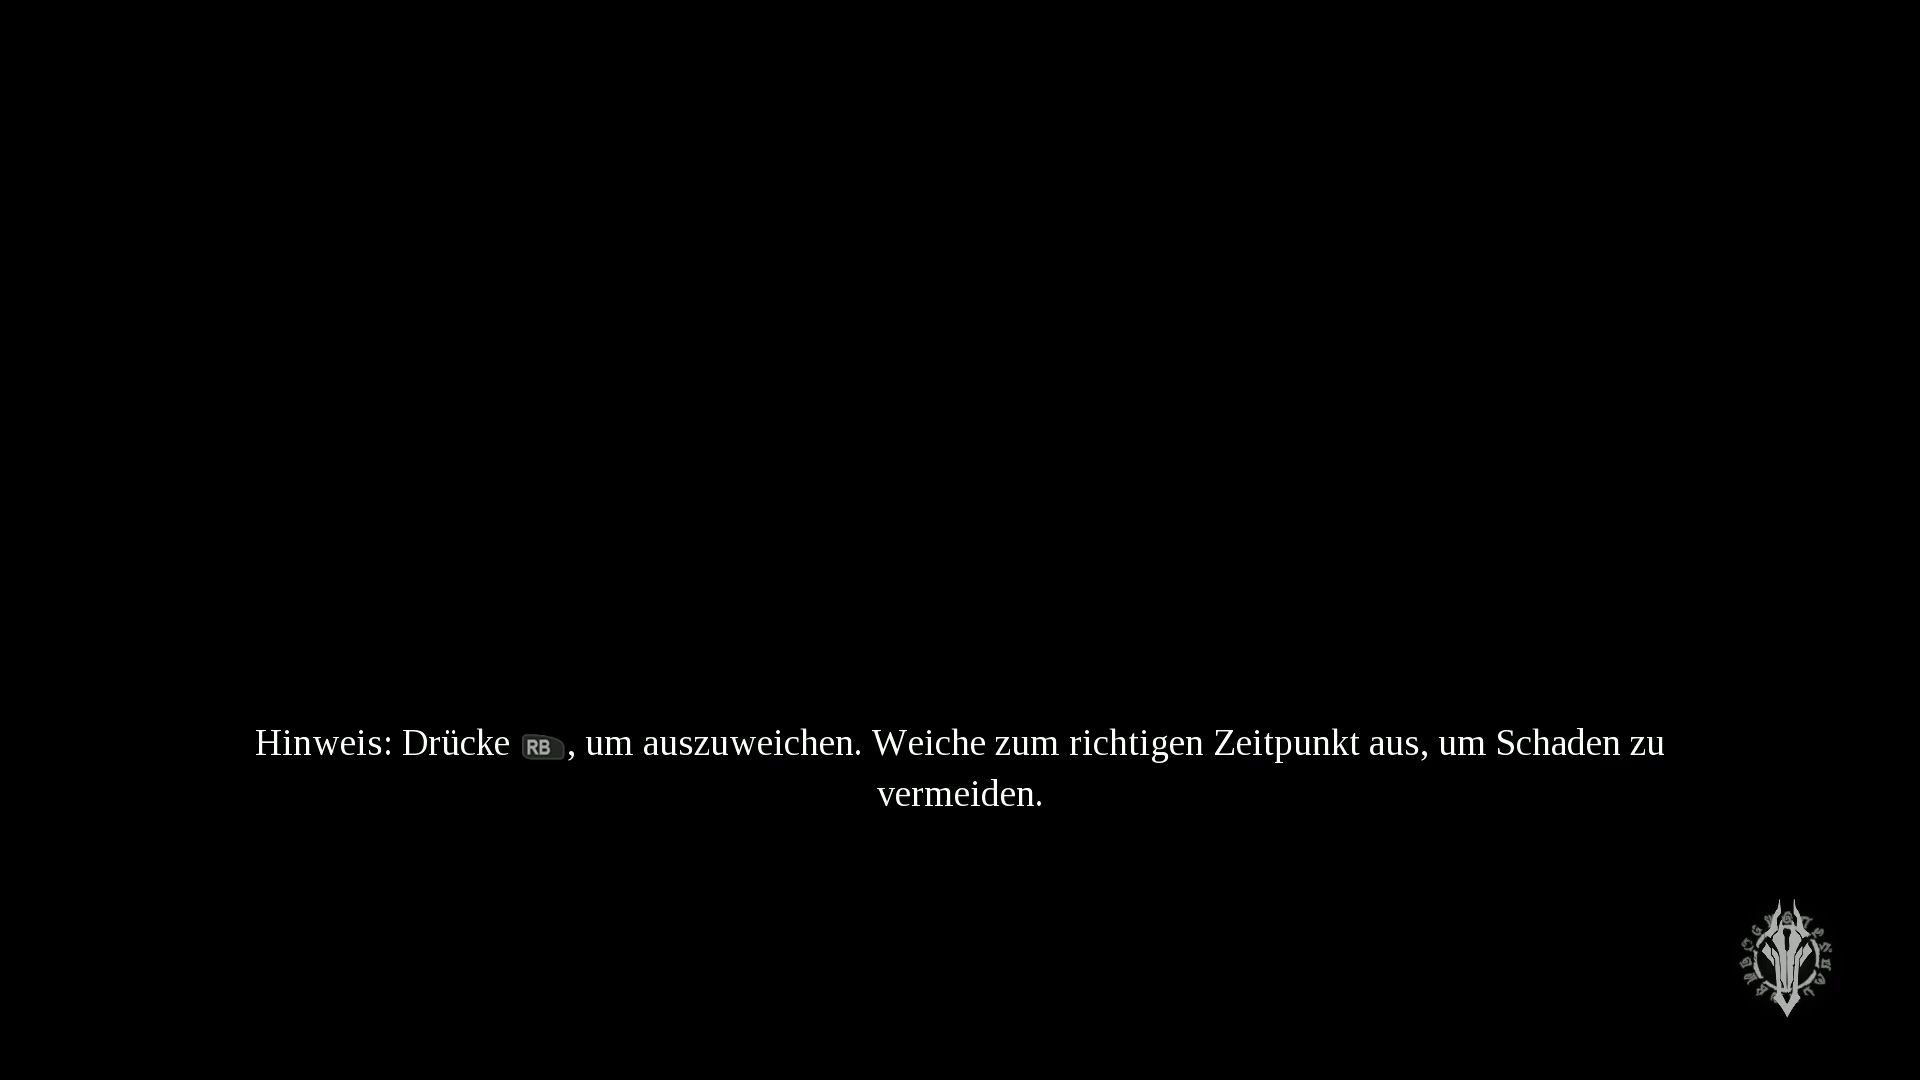 Hinweis: Drücke RB, um auszuweichen. Weiche zum richtigen Zeitpunkt aus, um Schaden zu
vermeiden.